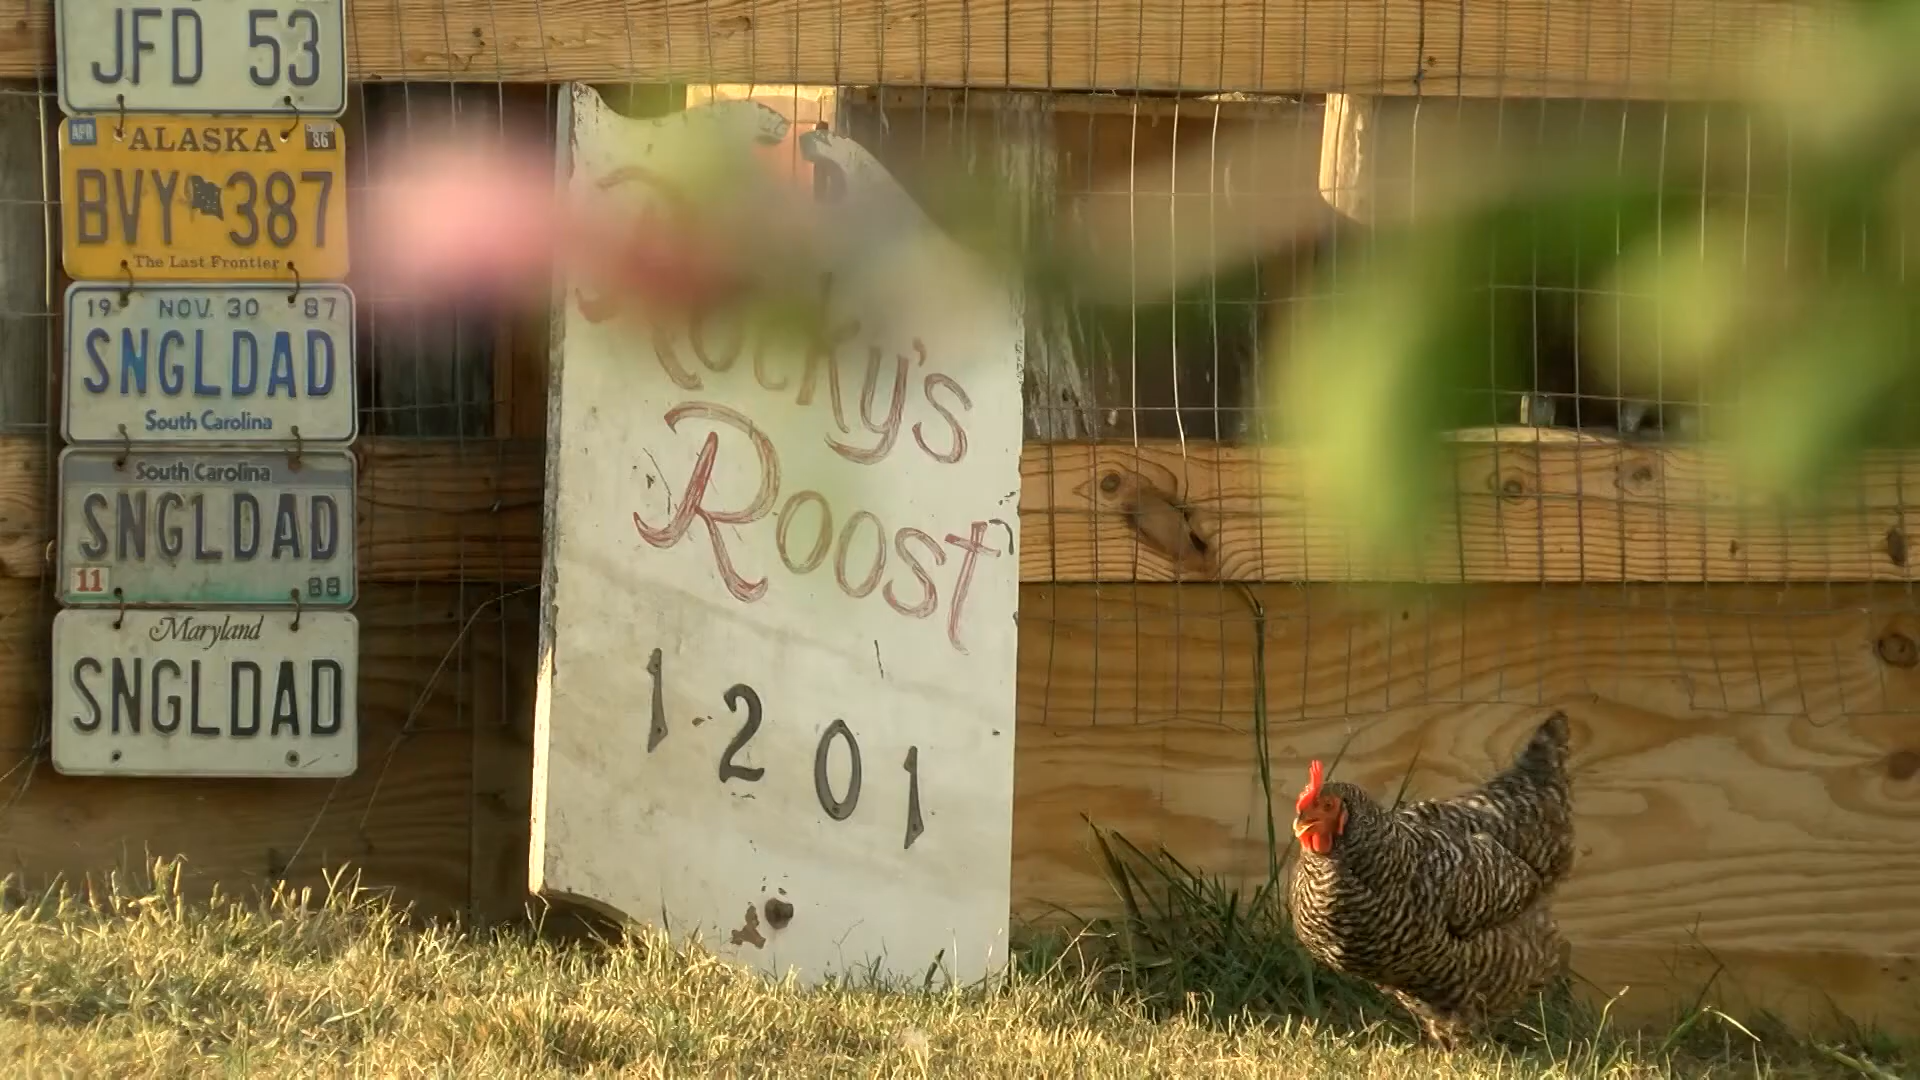 JFD 53
APR ALASKA 86
BVY 387
The Last Frontier
19 NOV. 30 87
SNGLDAD
South Carolina
South Carolina
SNGLDAD
11 88
Maryland
SNGLDAD
Rocky's
Roost
1201